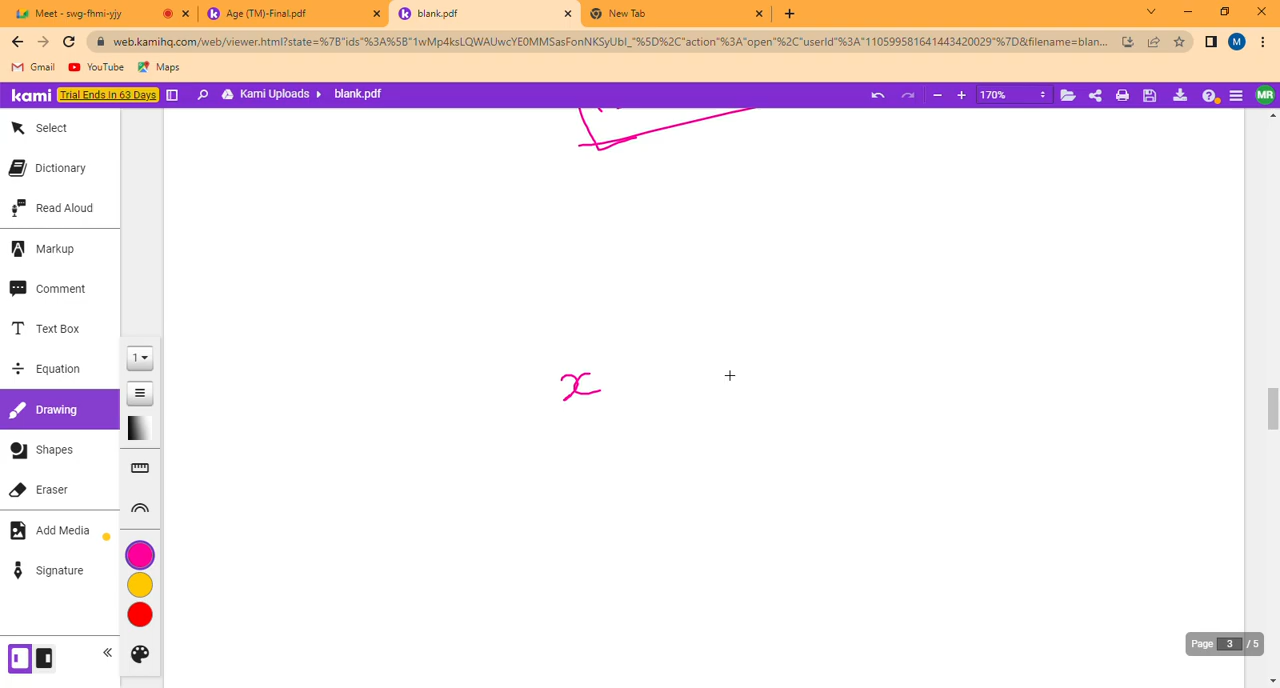 Meet - swg-fhmi-yjy
Age (TM)-Final.pdf
blank.pdf
New Tab
web.kamihq.com/web/viewer.html?state=%7B"ids"%3A%5B"1wMp4ksLQWAUwcYE0MMSasFonNKSyUbI_"%5D%2C"action"%3A"open"%2C"userId"%3A"110599581641443420029"%7D&filename=blan...
M
Gmail
YouTube
Maps
kami
Trial Ends In 63 Days
Kami Uploads
blank.pdf
170%
MR
Select
Dictionary
Read Aloud
Markup
Comment
Text Box
Equation
Drawing
Shapes
Eraser
Add Media
Signature
1
x
Page 3 / 5